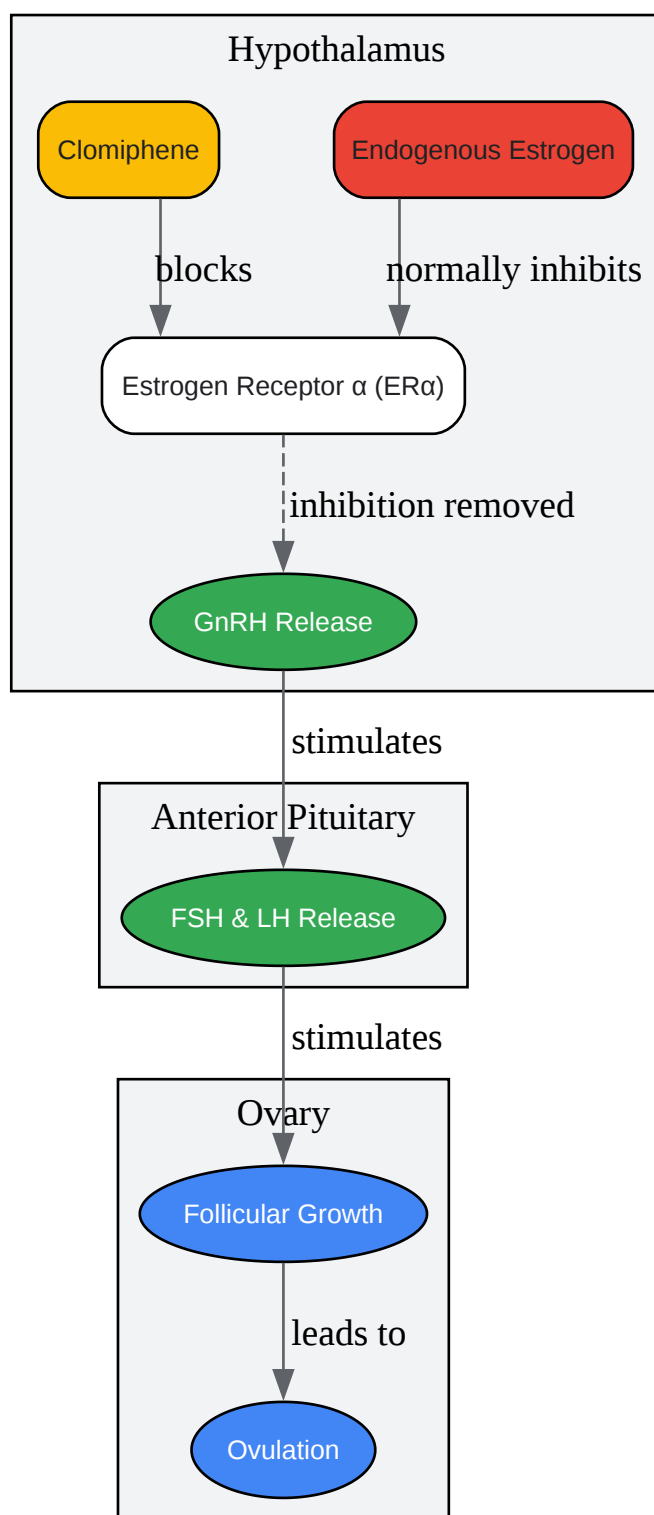 Hypothalamus
Clomiphene
Endogenous Estrogen
blocks
normally inhibits
Estrogen Receptor α (ERα)
inhibition removed
GnRH Release
stimulates
Anterior Pituitary
FSH & LH Release
stimulates
Ovary
Follicular Growth
leads to
Ovulation